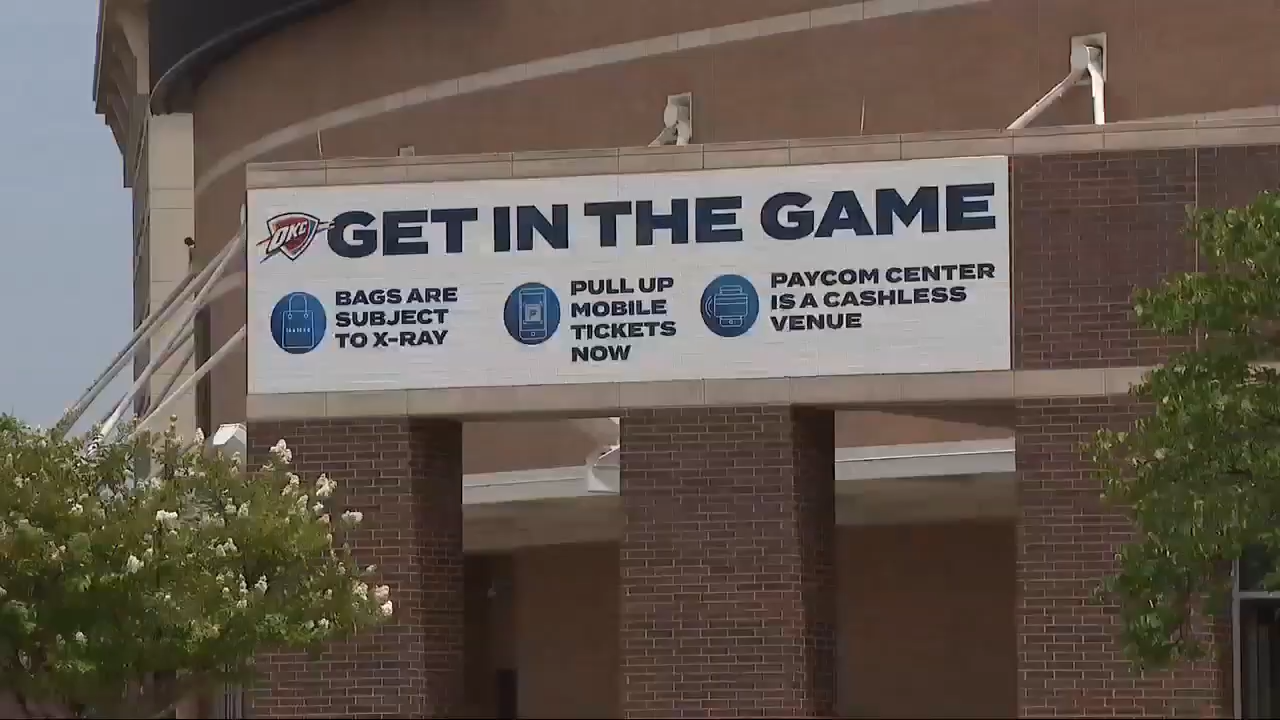 OKC
GET IN THE GAME
BAGS ARE
SUBJECT
TO X-RAY
PULL UP
MOBILE
TICKETS
NOW
PAYCOM CENTER
IS A CASHLESS
VENUE